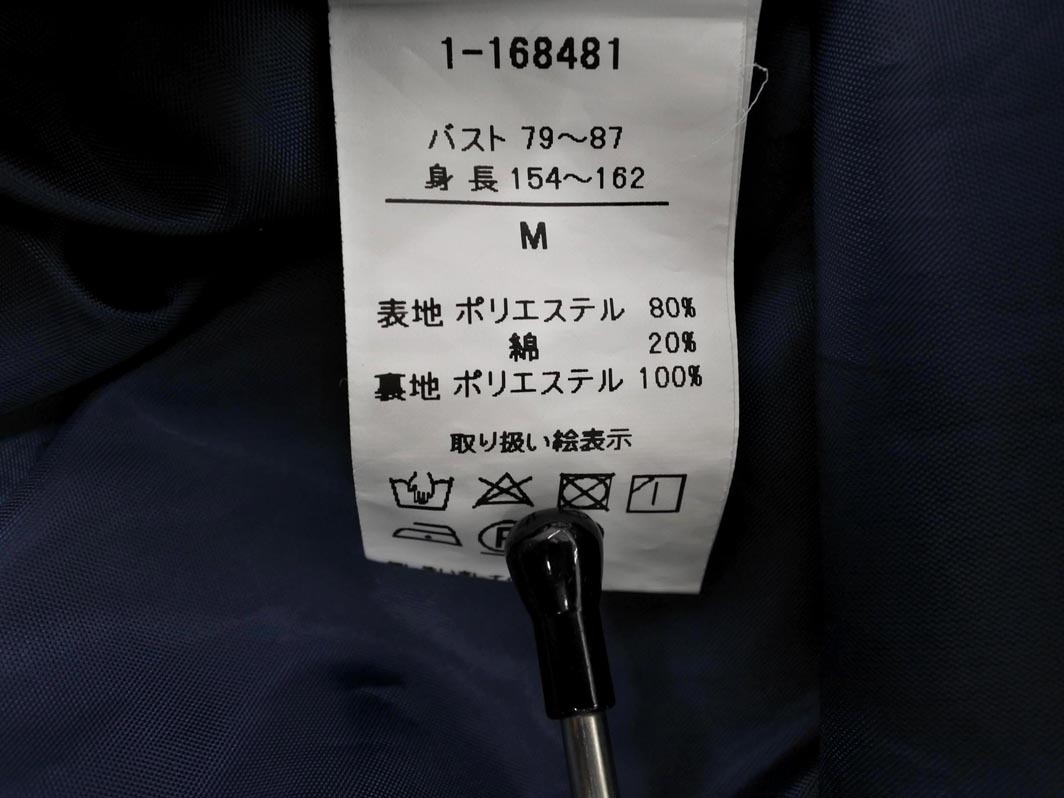 1-168481
バスト 79〜87
身 長 154〜162
M
表地 ポリエステル 80%
綿 20%
裏地 ポリエステル 100%
取り扱い絵表示
P